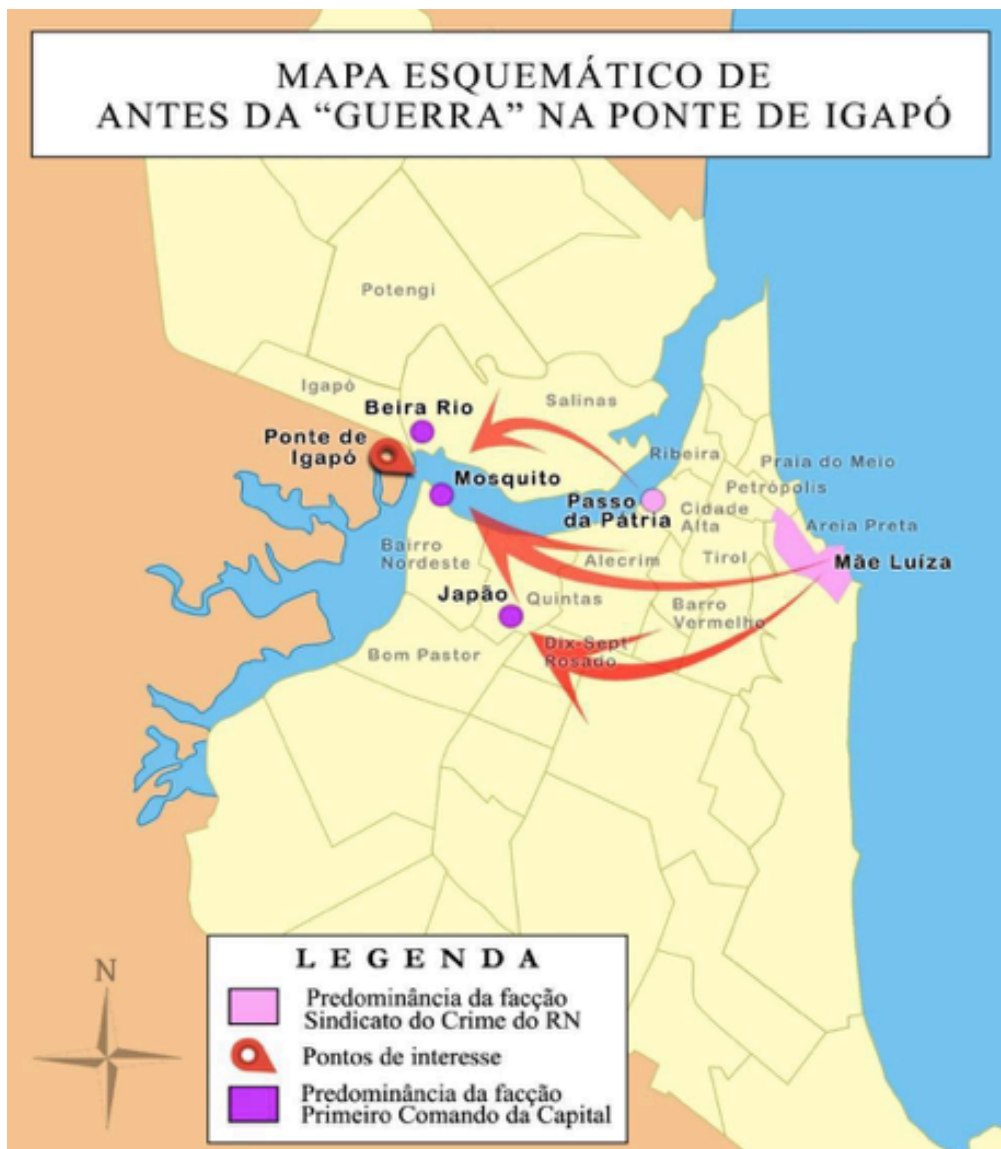 MAPA ESQUEMÁTICO DE
ANTES DA “GUERRA” NA PONTE DE IGAPÓ
Potengi
Igapó
Beira Rio
Salinas
Ponte de
Igapó
Mosquito
Ribeira
Praia do Meio
Petrópolis
Passo
da Pátria
Cidade
Alta
Areia Preta
Bairro
Nordeste
Alecrim
Tirol
Mãe Luíza
Japão
Quintas
Barro
Vermelho
Bom Pastor
Dix-Sept
Rosado
N
LEGENDA
Predominância da facção
Sindicato do Crime do RN
Pontos de interesse
Predominância da facção
Primeiro Comando da Capital